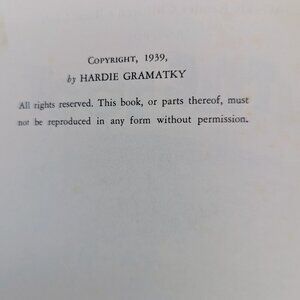 COPYRIGHT, 1939,
by HARDIE GRAMATKY
All rights reserved. This book, or parts thereof, must
not be reproduced in any form without permission.